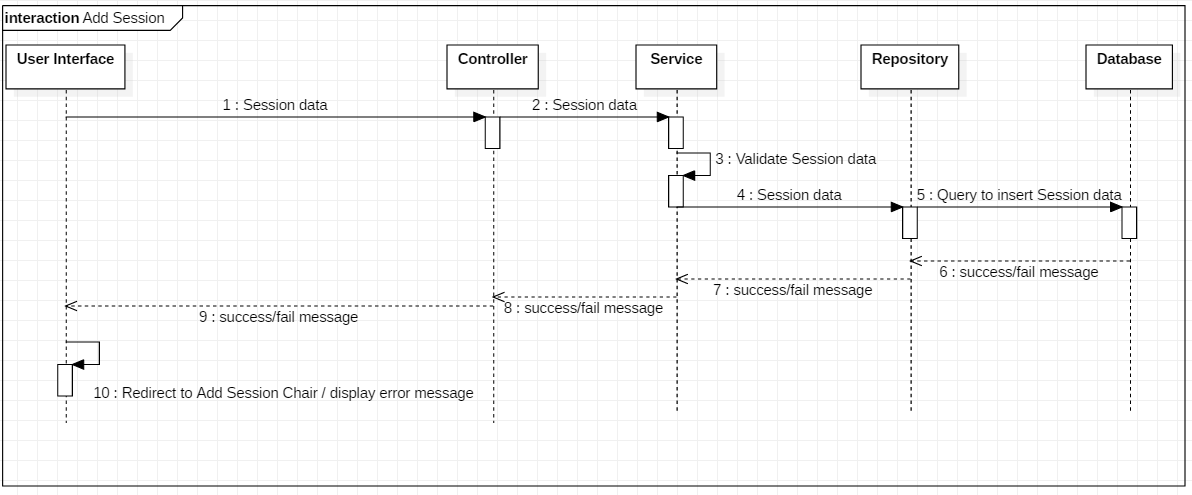 interaction Add Session
User Interface
Controller
Service
Repository
Database
1 : Session data
2 : Session data
3 : Validate Session data
4 : Session data
5 : Query to insert Session data
6 : success/fail message
7 : success/fail message
8 : success/fail message
9 : success/fail message
10 : Redirect to Add Session Chair / display error message